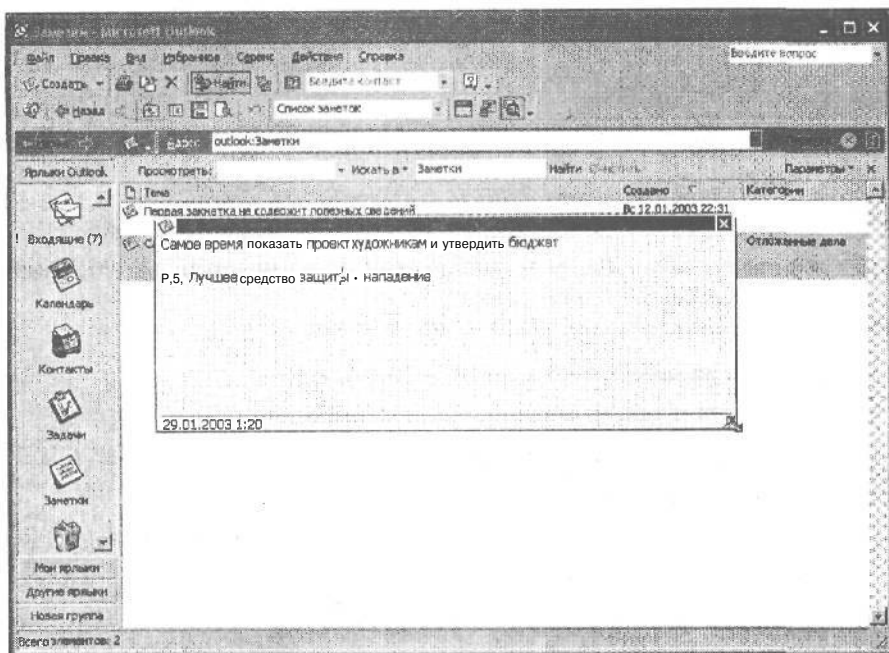 Заметки - Microsoft Outlook
Файл Правка Вид Избранное Сервис Действия Справка
Введите вопрос
Создать Найти Введите контакт
Назад Список заметок
Адрес outlook:Заметки
Ярлыки Outlook Просмотреть: Искать в Заметки Найти Очистить Параметры
Тема Создано Категории
Первая закнетка не содержит полезных сведений Вс 12.01.2003 22:31
С Отложенные дела
Самое время показать проект художникам и утвердить бюджет
P,5, Лучшее средство защиты - нападение
29.01.2003 1:20
Входящие (7)
Календарь
Контакты
Задачи
Заметки
Мои ярлыки
Другие ярлыки
Новая группа
Всего элементов: 2